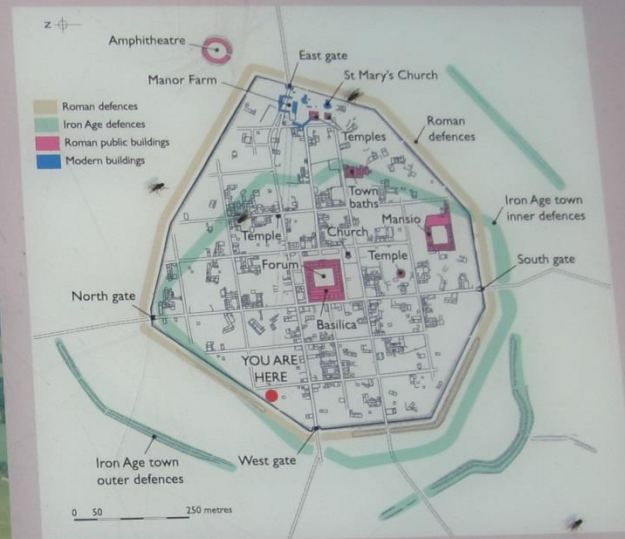 Z
Amphitheatre
East gate
Manor Farm
St Mary's Church
Roman defences
Iron Age defences
Roman public buildings
Modern buildings
Temples
Roman
defences
Town
baths
Iron Age town
inner defences
Mansio
Temple
Church
Forum
Temple
South gate
North gate
Basilica
YOU ARE
HERE
West gate
Iron Age town
outer defences
0 50 250 metres